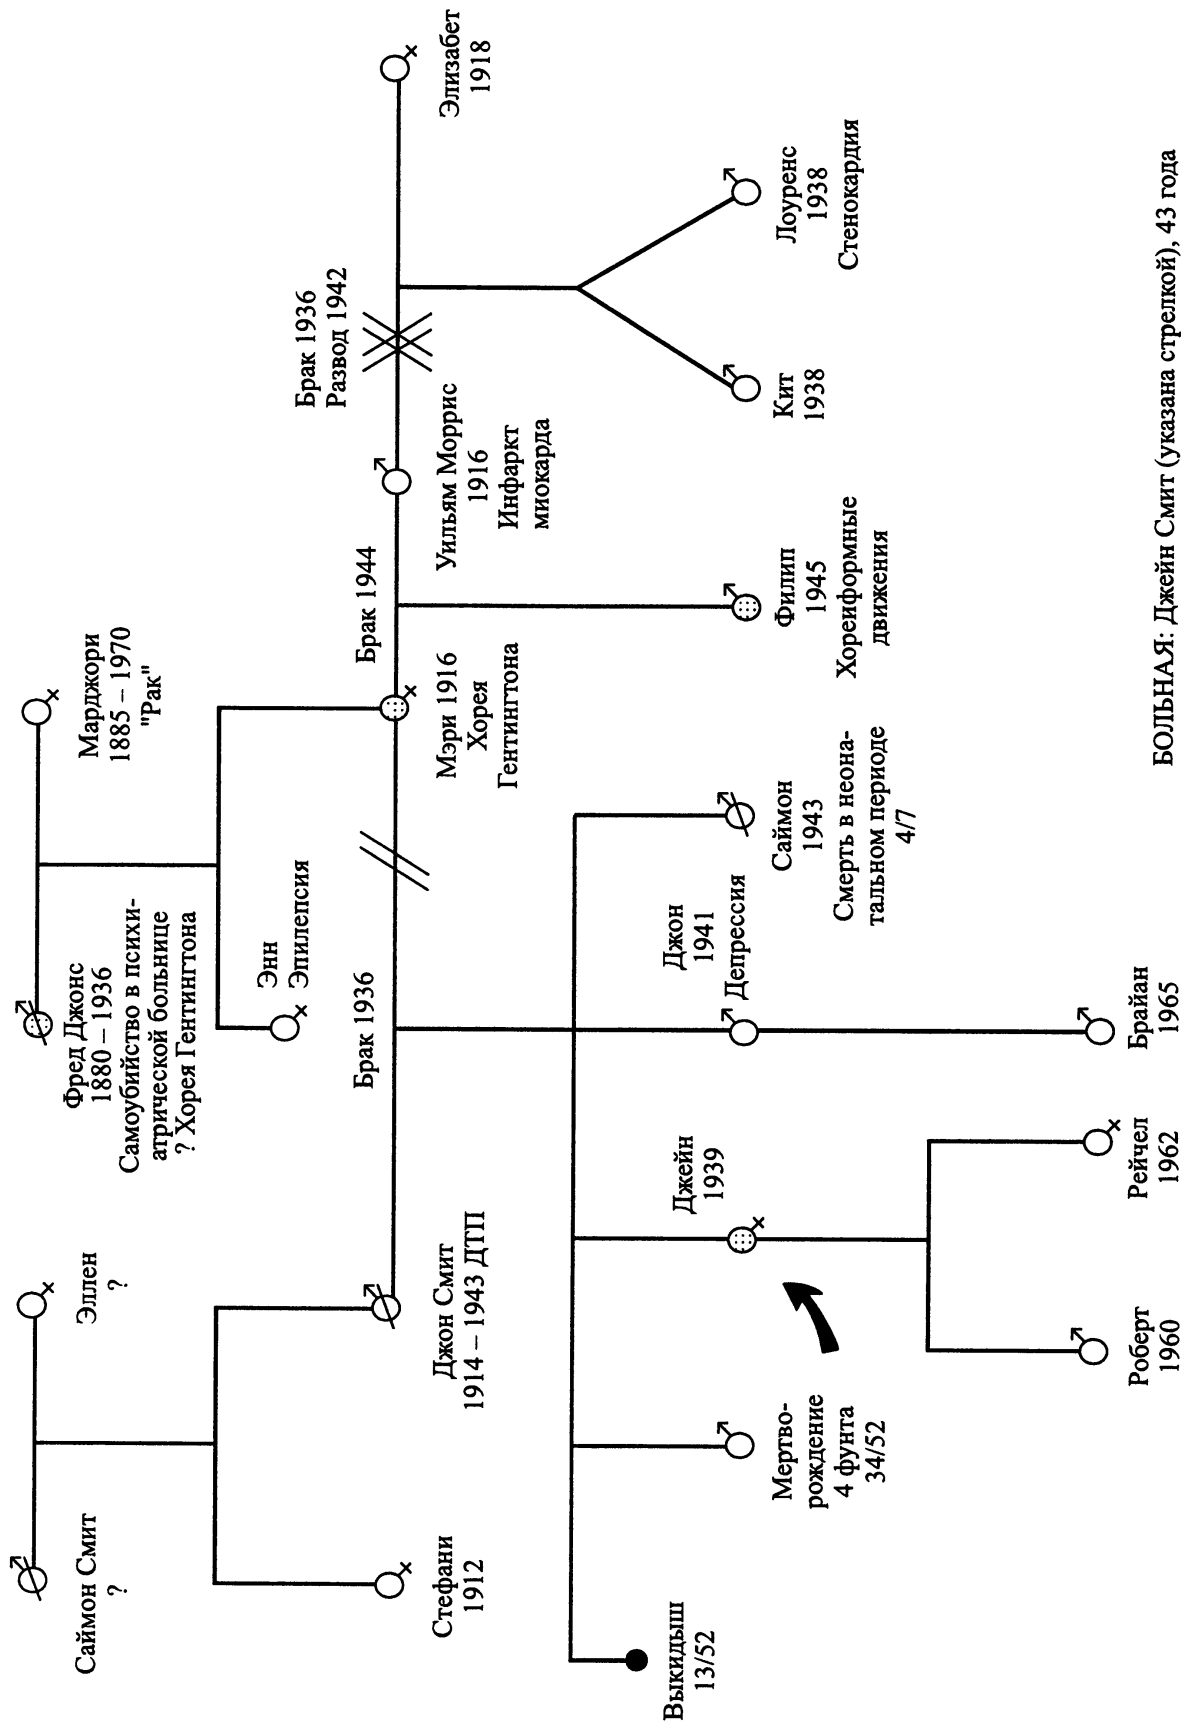 Саймон Смит
?
Эллен
?
Фред Джонс
1880 – 1936
Самоубийство в психи-
атрической больнице
? Хорея Гентингтона
Марджори
1885 – 1970
"Рак"
Энн
Эпилепсия
Стефани
1912
Джон Смит
1914 – 1943 ДТП
Брак 1936
Мэри 1916
Хорея
Гентингтона
Брак 1944
Уильям Моррис
1916
Инфаркт
миокарда
Брак 1936
Развод 1942
Элизабет
1918
Выкидыш
13/52
Мертво-
рождение
4 фунта
34/52
Джейн
1939
Джон
1941
Депрессия
Саймон
1943
Смерть в неона-
тальном периоде
4/7
Филип
1945
Хореиформные
движения
Кит
1938
Лоуренс
1938
Стенокардия
Роберт
1960
Рейчел
1962
Брайан
1965
БОЛЬНАЯ: Джейн Смит (указана стрелкой), 43 года